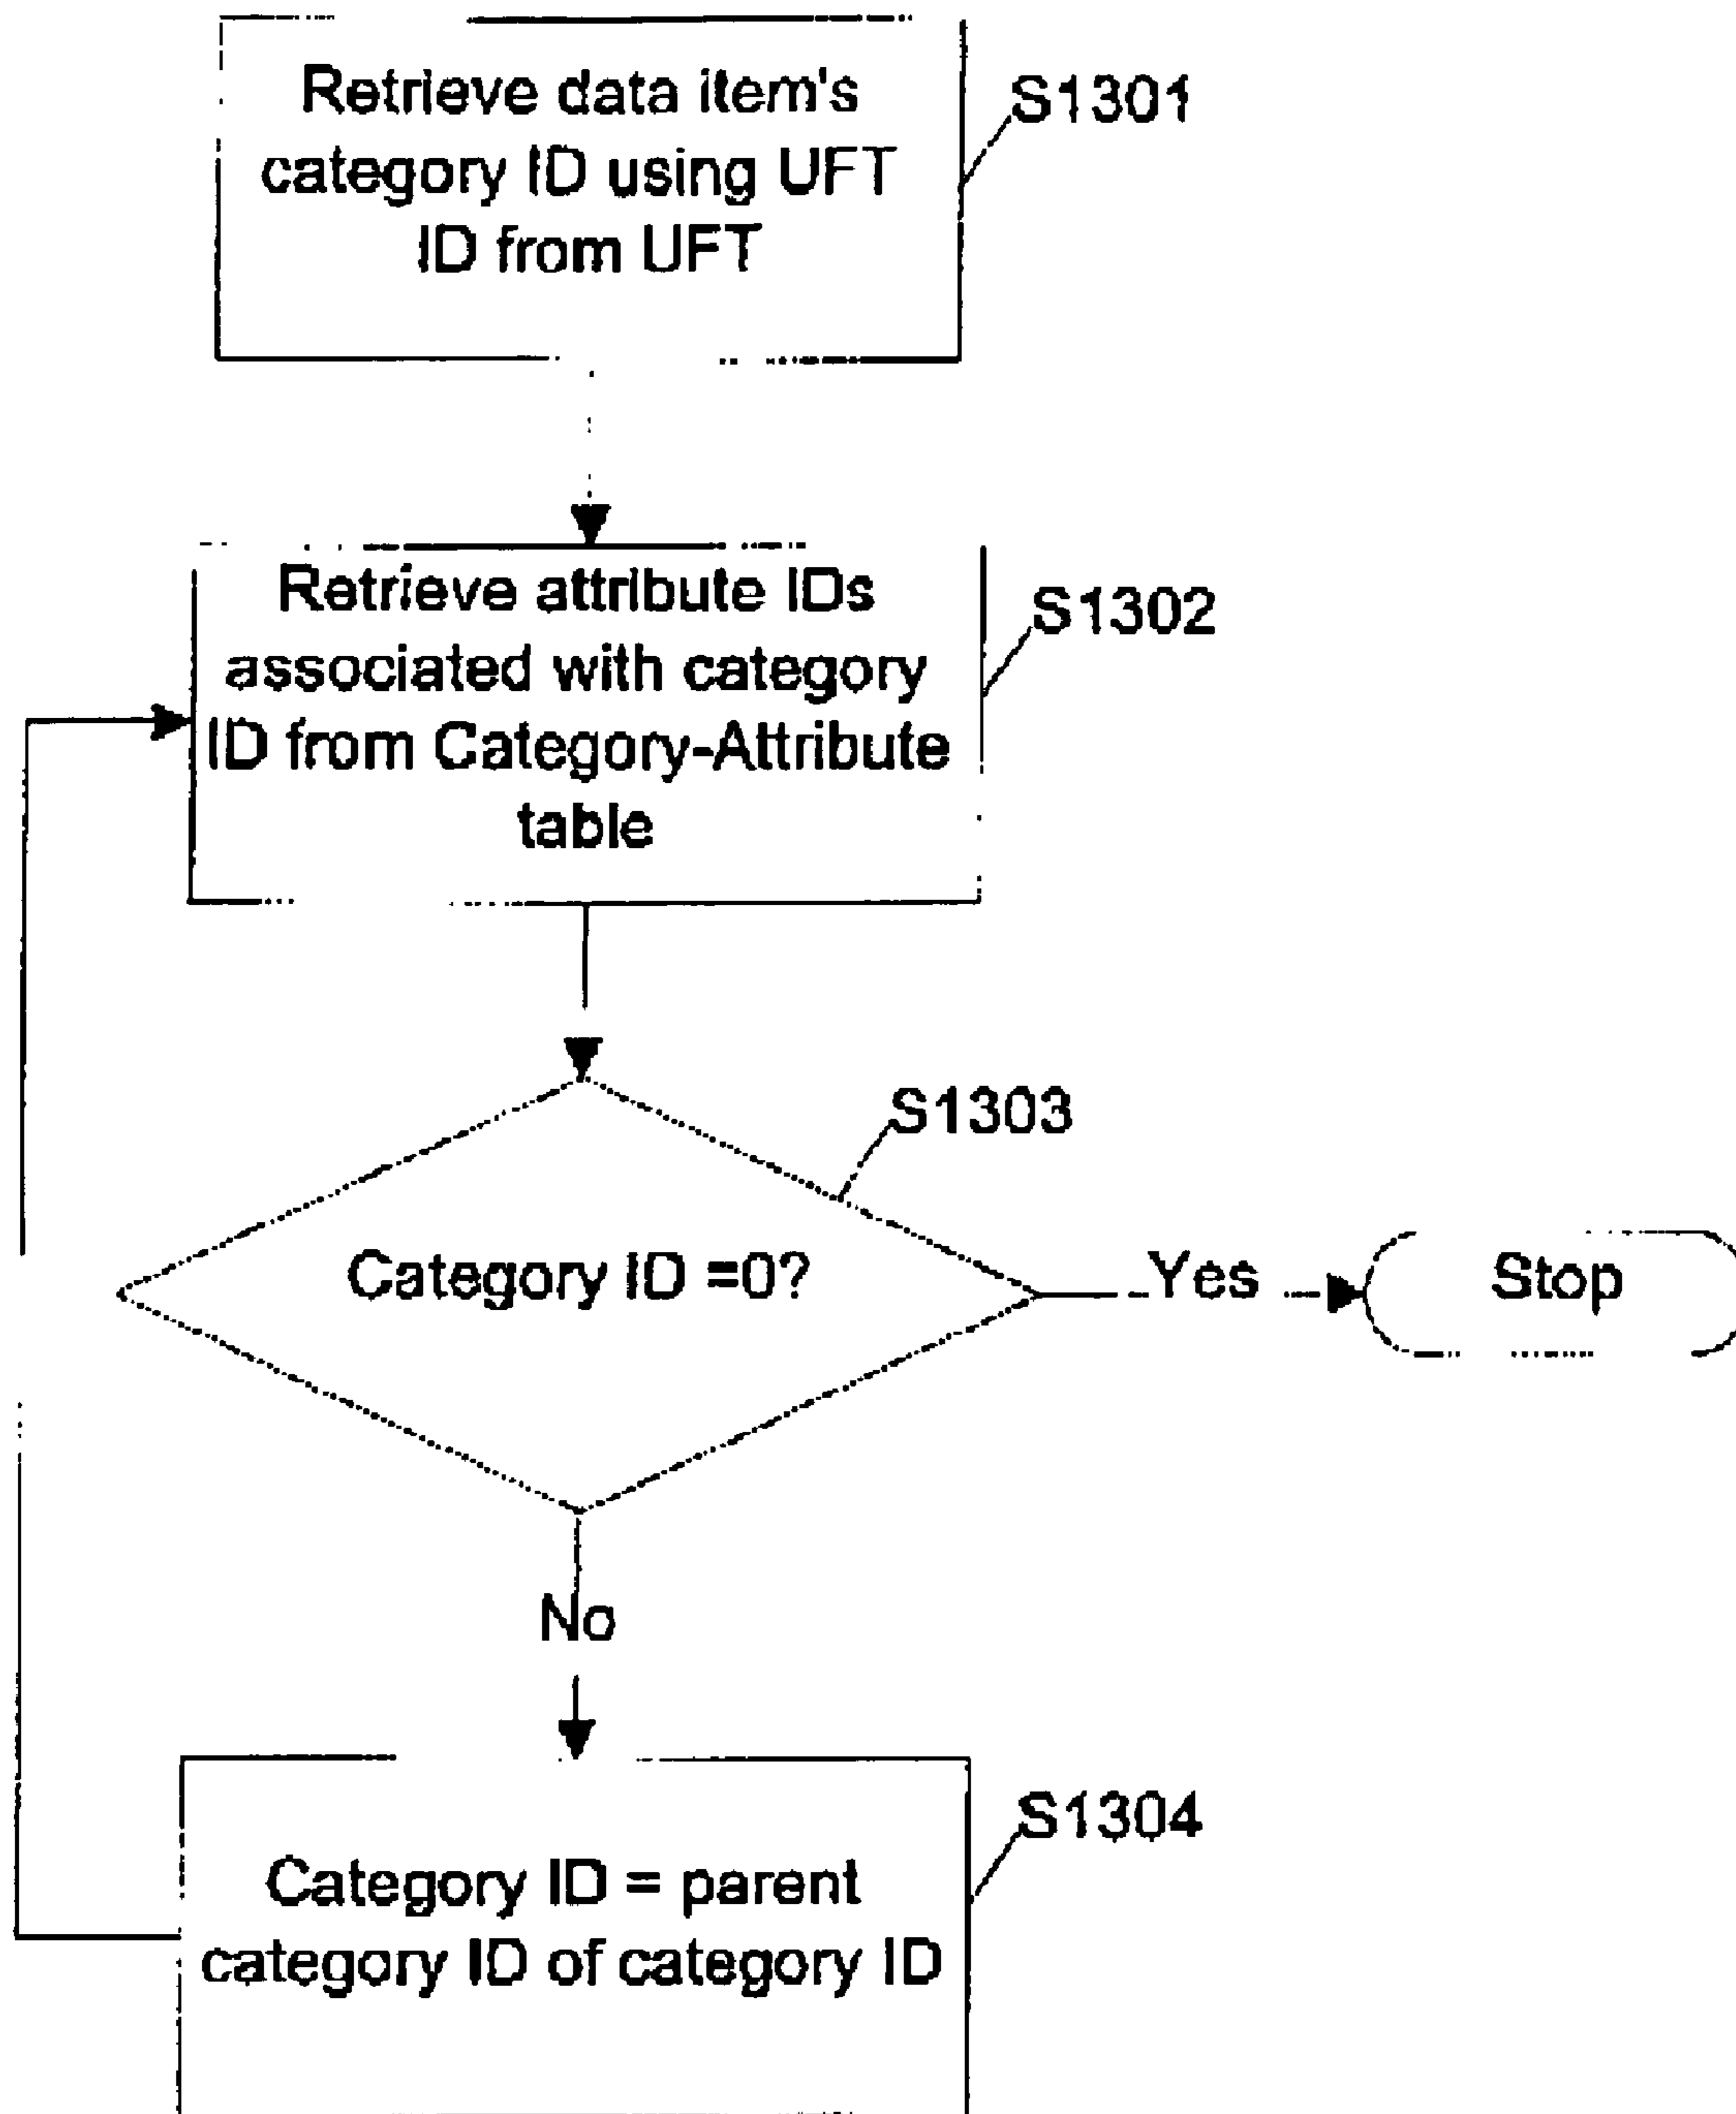 Retrieve data item's
category ID using UFT
ID from UFT
S1301
Retrieve attribute IDs
associated with category
ID from Category-Attribute
table
S1302
S1303
Category ID =0?
Yes
Stop
No
S1304
Category ID = parent
category ID of category ID